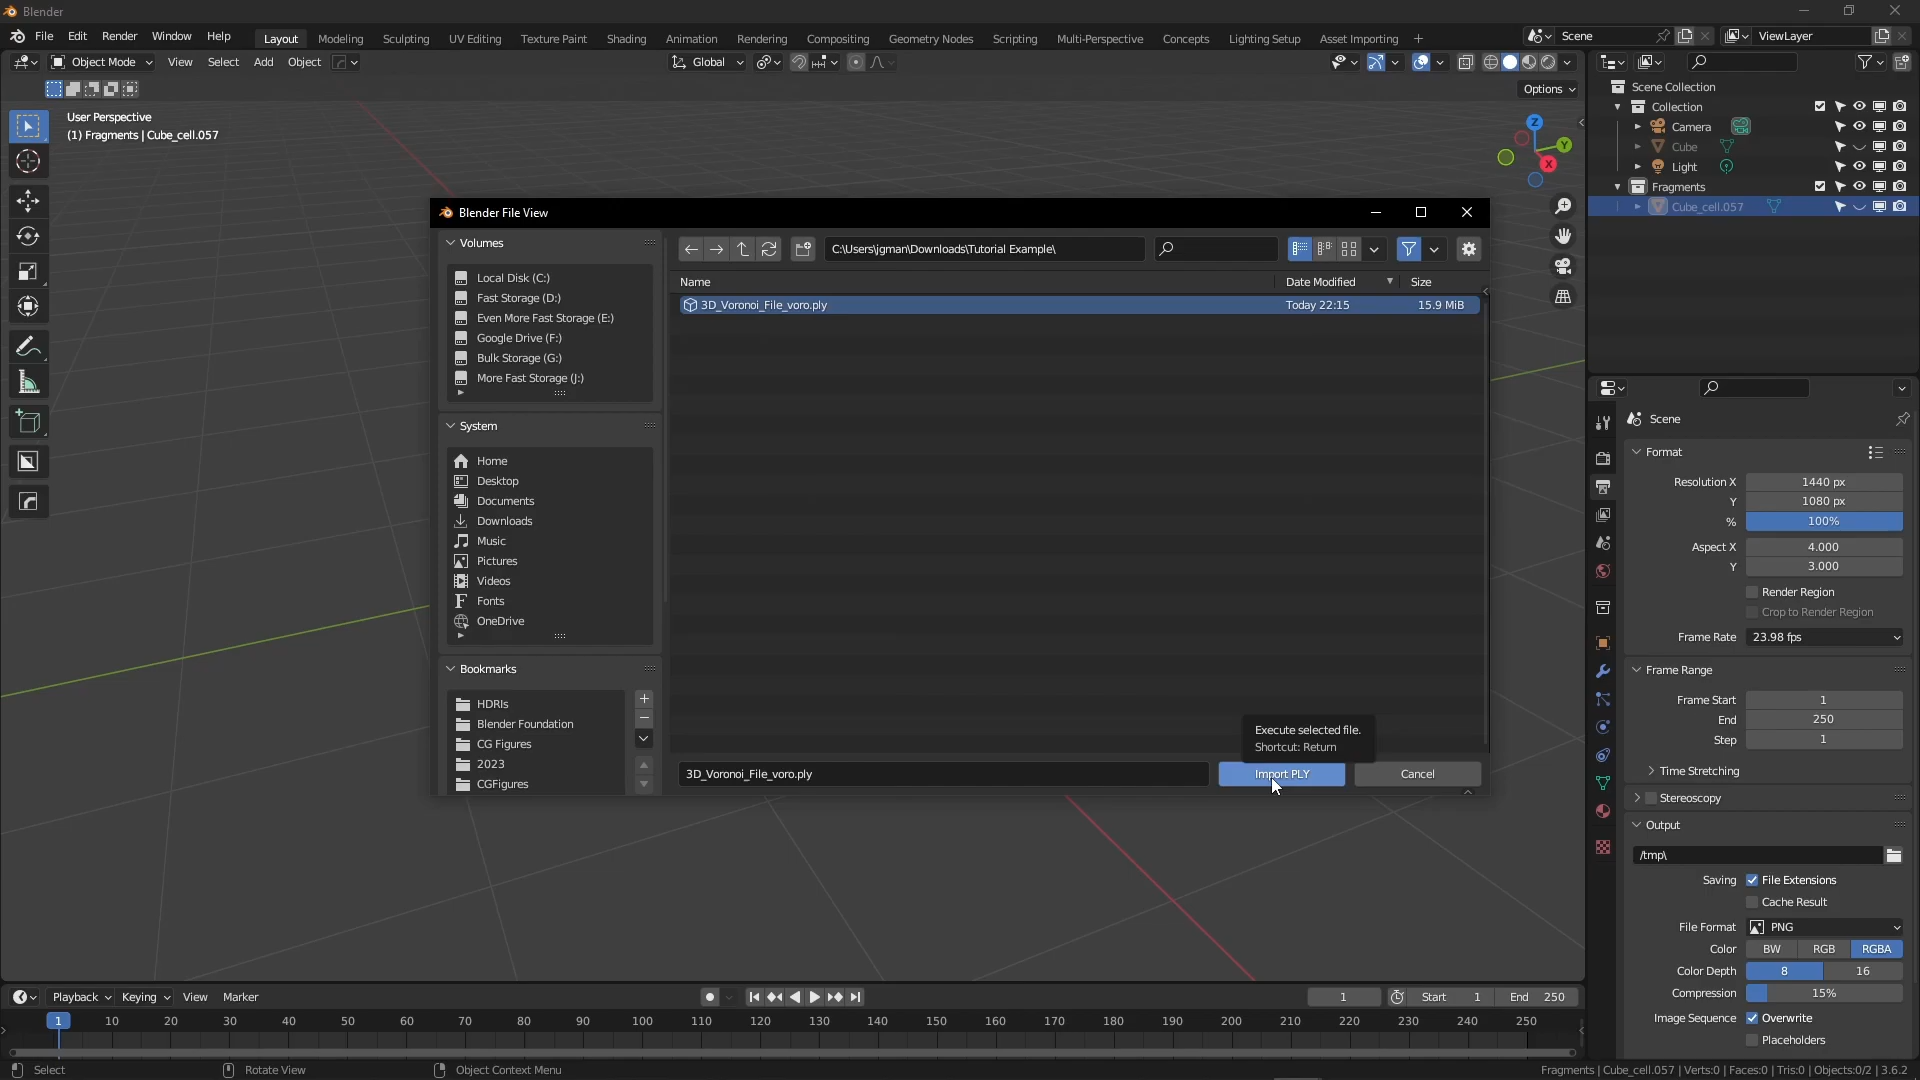 Blender
File Edit Render Window Help Layout Modeling Sculpting UV Editing Texture Paint Shading Animation Rendering Compositing Geometry Nodes Scripting Multi-Perspective Concepts Lighting Setup Asset Importing + Scene ViewLayer
Object Mode View Select Add Object Global
Options
User Perspective
(1) Fragments | Cube_cell.057
Z
Y
X
Scene Collection
Collection
Camera
Cube
Light
Fragments
Cube_cell.057
Blender File View
Volumes
Local Disk (C:)
Fast Storage (D:)
Even More Fast Storage (E:)
Google Drive (F:)
Bulk Storage (G:)
More Fast Storage (J:)
System
Home
Desktop
Documents
Downloads
Music
Pictures
Videos
Fonts
OneDrive
Bookmarks
HDRIs
Blender Foundation
CG Figures
2023
CGFigures
C:\Users\jgman\Downloads\Tutorial Example\
Name Date Modified Size
3D_Voronoi_File_voro.ply Today 22:15 15.9 MiB
Execute selected file.
Shortcut: Return
3D_Voronoi_File_voro.ply Import PLY Cancel
Scene
Format
Resolution X 1440 px
Y 1080 px
% 100%
Aspect X 4.000
Y 3.000
Render Region
Crop to Render Region
Frame Rate 23.98 fps
Frame Range
Frame Start 1
End 250
Step 1
Time Stretching
Stereoscopy
Output
/tmp\
Saving File Extensions
Cache Result
File Format PNG
Color BW RGB RGBA
Color Depth 8 16
Compression 15%
Image Sequence Overwrite
Placeholders
Playback Keying View Marker 1 Start 1 End 250
1 10 20 30 40 50 60 70 80 90 100 110 120 130 140 150 160 170 180 190 200 210 220 230 240 250
Select Rotate View Object Context Menu Fragments | Cube_cell.057 | Verts:0 | Faces:0 | Tris:0 | Objects:0/2 | 3.6.2